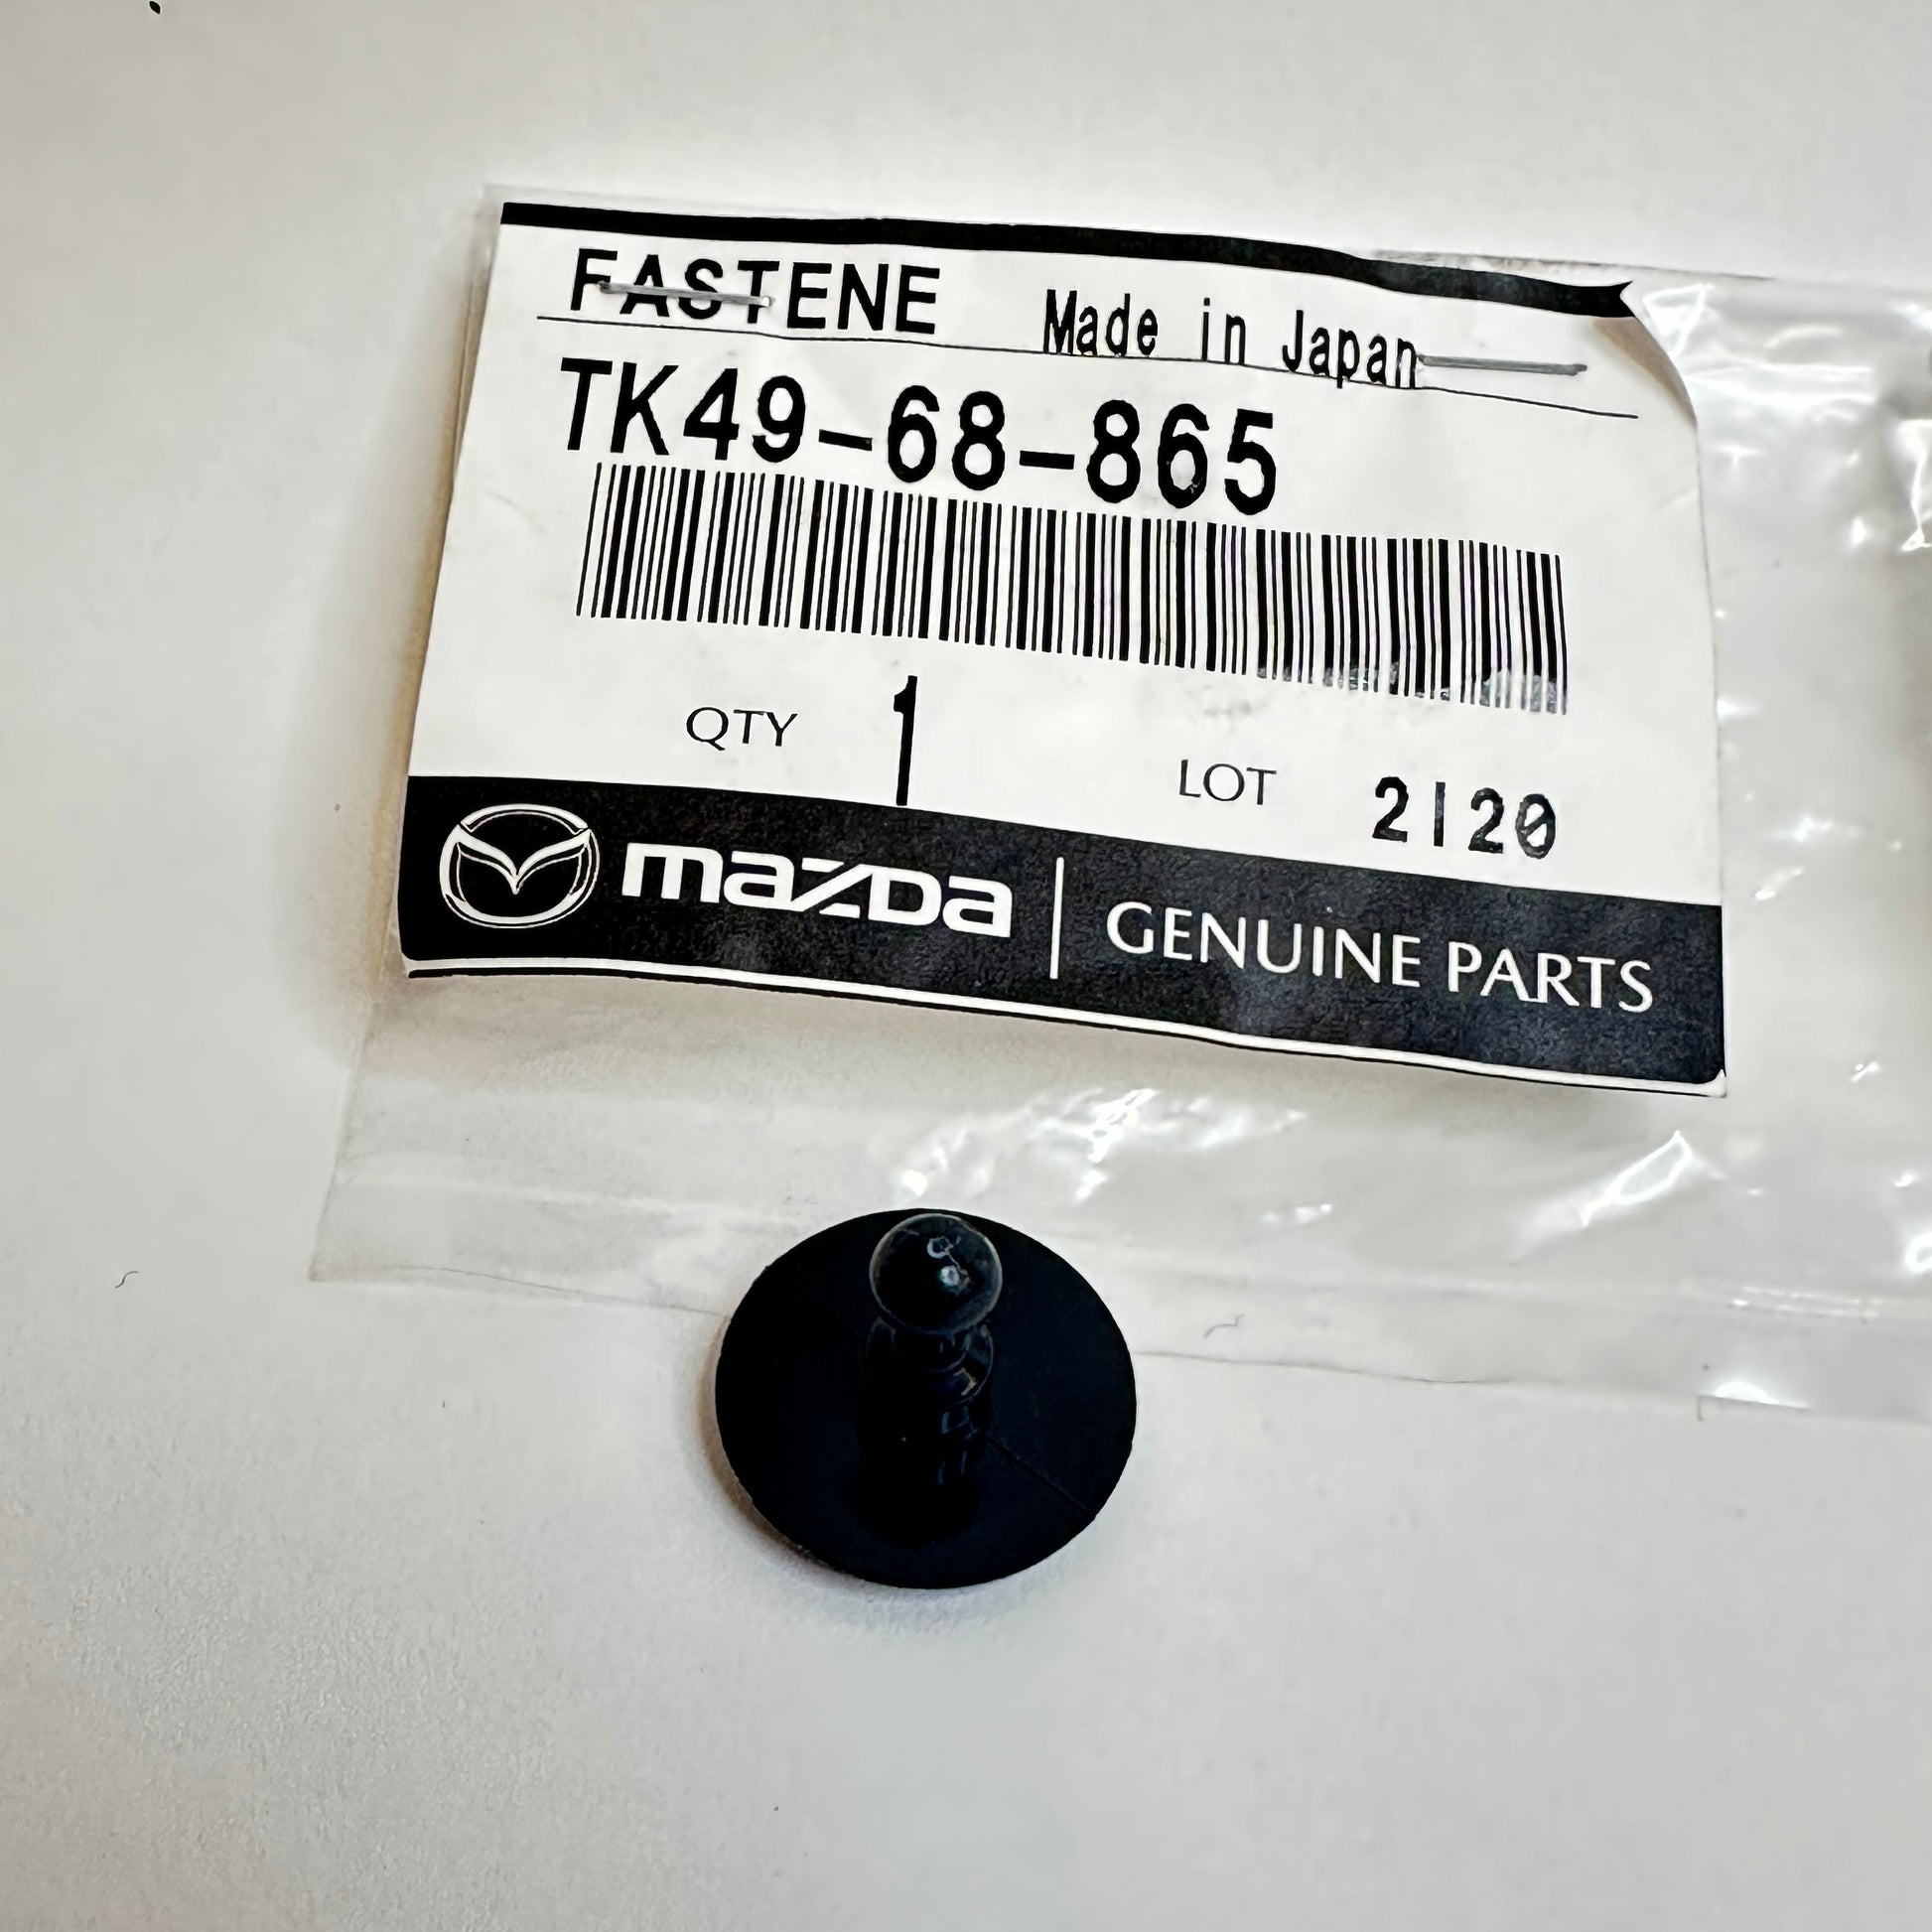 FASTENE Made in Japan
TK49-68-865
QTY 1 LOT 2120
mazda GENUINE PARTS